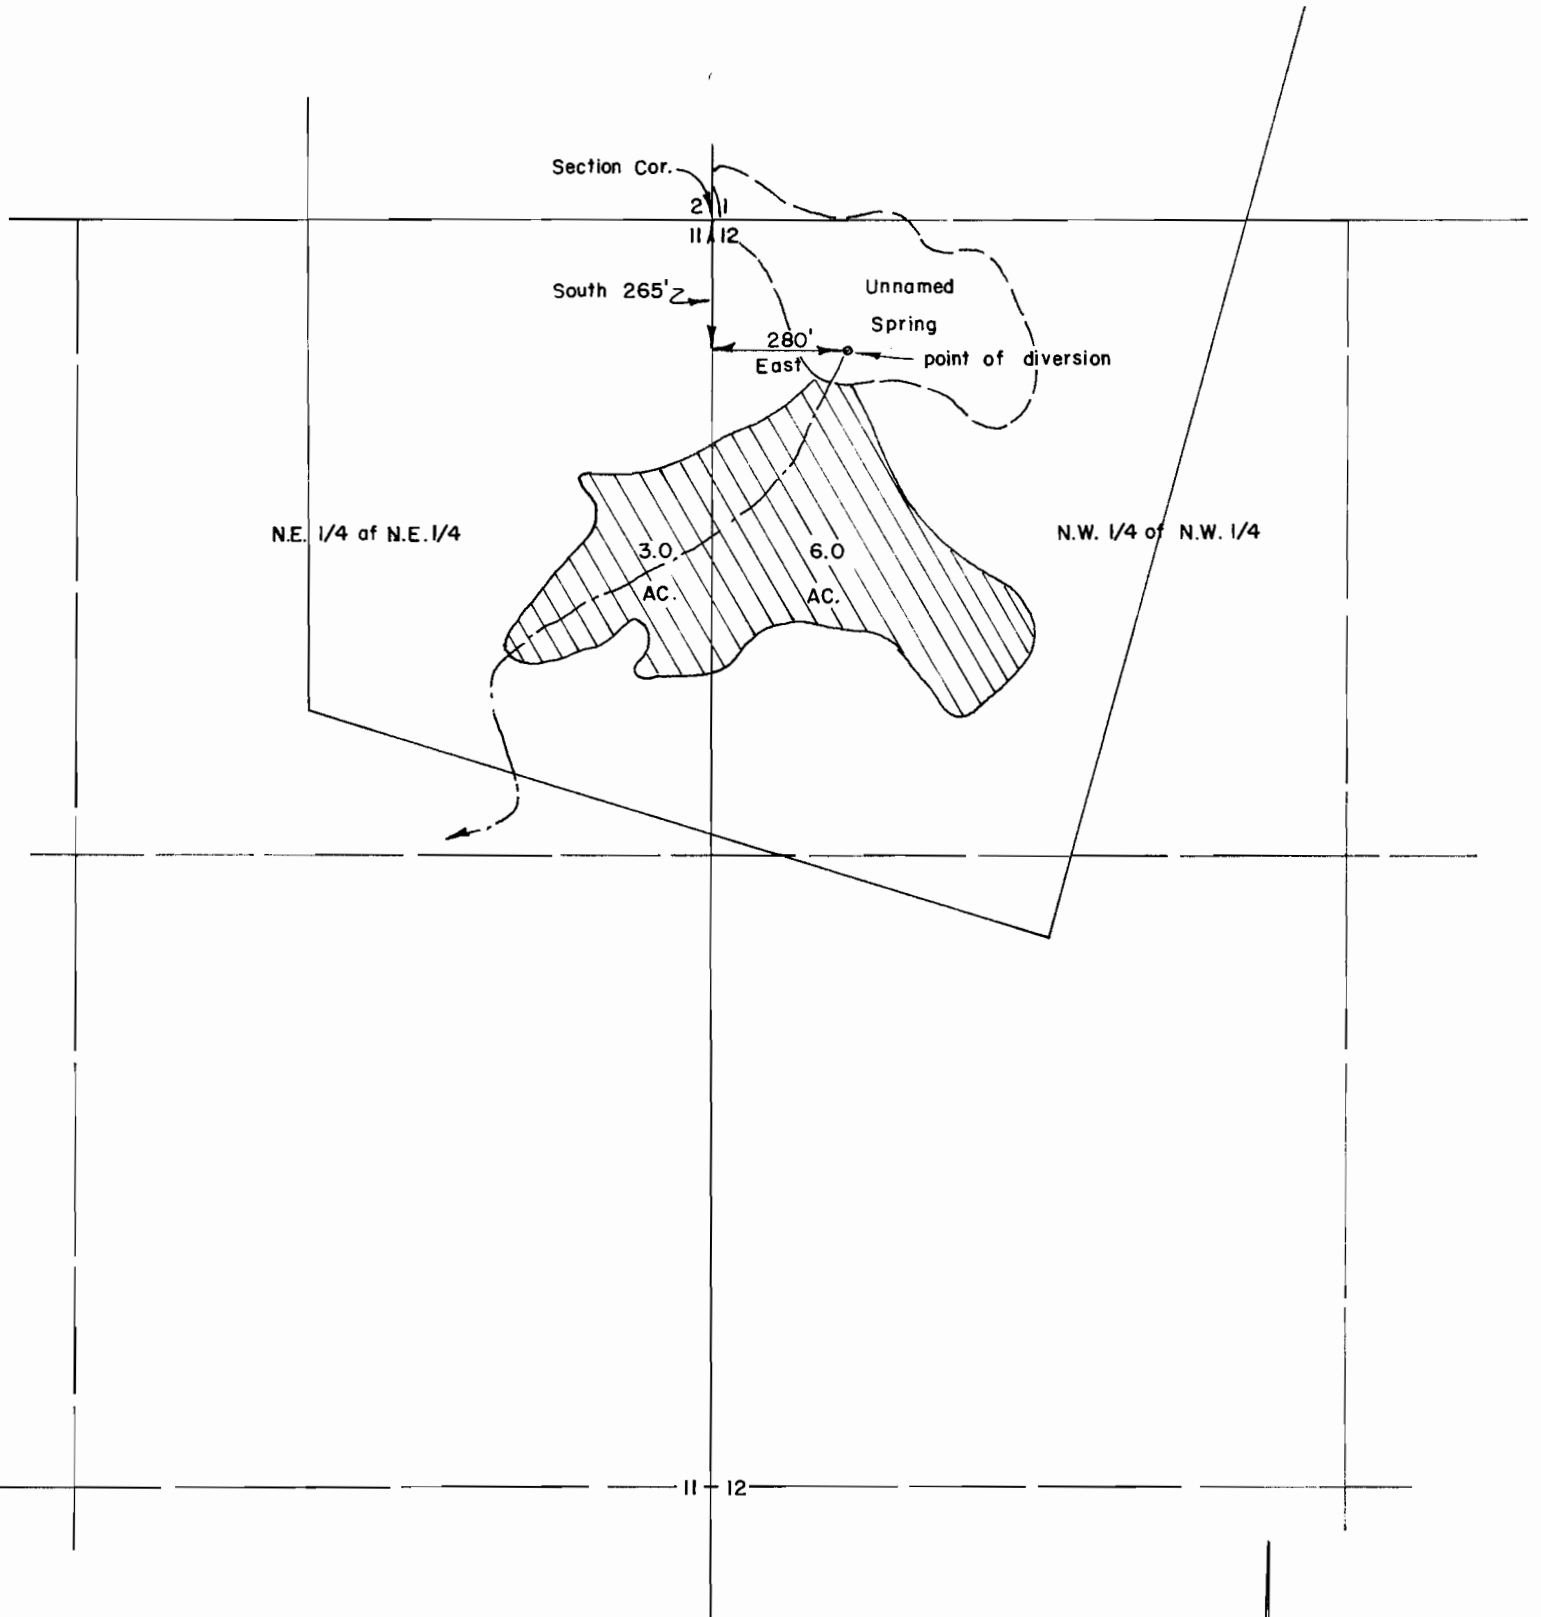 Section Cor.
2 1
11 12
South 265'
Unnamed
Spring
280'
East
point of diversion
N.E. 1/4 of N.E. 1/4
N.W. 1/4 of N.W. 1/4
3.0
AC.
6.0
AC.
11 12